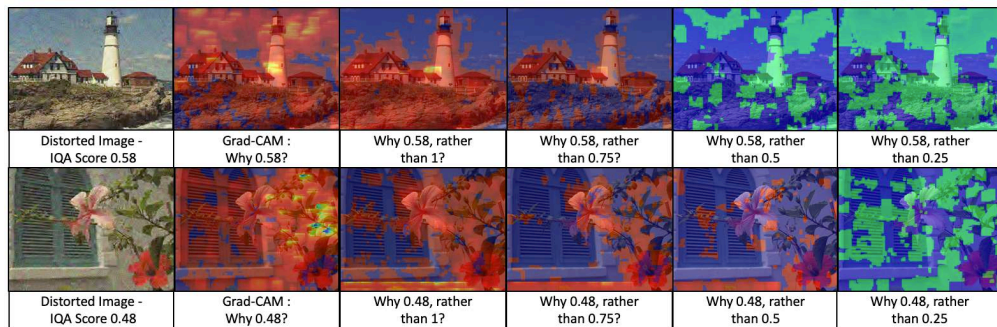 Distorted Image -
IQA Score 0.58
Grad-CAM :
Why 0.58?
Why 0.58, rather
than 1?
Why 0.58, rather
than 0.75?
Why 0.58, rather
than 0.5
Why 0.58, rather
than 0.25
Distorted Image -
IQA Score 0.48
Grad-CAM :
Why 0.48?
Why 0.48, rather
than 1?
Why 0.48, rather
than 0.75?
Why 0.48, rather
than 0.5
Why 0.48, rather
than 0.25